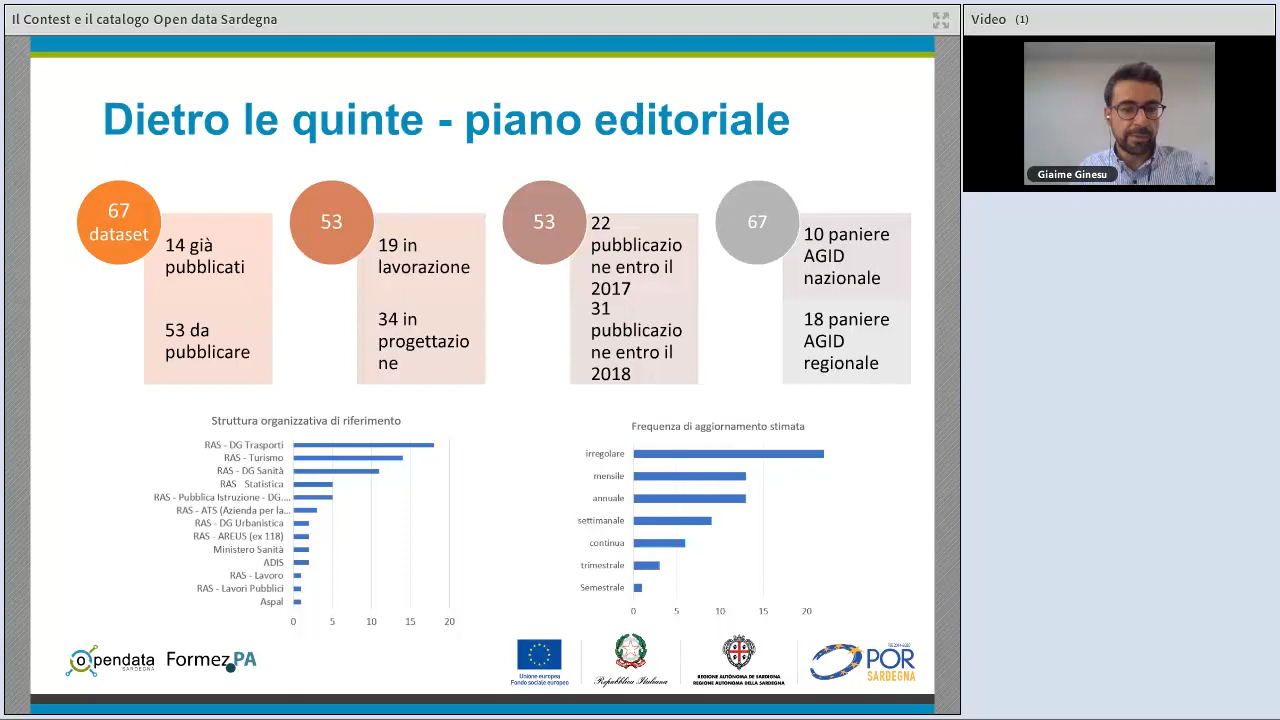 Il Contest e il catalogo Open data Sardegna
Video (1)
Giaime Ginesu
Dietro le quinte - piano editoriale
67
dataset
14 già
pubblicati
53 da
pubblicare
53
19 in
lavorazione
34 in
progettazio
ne
53
22
pubblicazio
ne entro il
2017
31
pubblicazio
ne entro il
2018
67
10 paniere
AGID
nazionale
18 paniere
AGID
regionale
Struttura organizzativa di riferimento
RAS - DG Trasporti
RAS - Turismo
RAS - DG Sanità
RAS Statistica
RAS - Pubblica Istruzione - DG....
RAS - ATS (Azienda per la...
RAS - DG Urbanistica
RAS - AREUS (ex 118)
Ministero Sanità
ADIS
RAS - Lavoro
RAS - Lavori Pubblici
Aspal
0 5 10 15 20
Frequenza di aggiornamento stimata
irregolare
mensile
annuale
settimanale
continua
trimestrale
Semestrale
0 5 10 15 20
opendata
SARDEGNA
Formez PA
Unione europea
Fondo sociale europeo
Repubblica Italiana
REGIONE AUTÒNOMA DE SARDIGNA
REGIONE AUTONOMA DELLA SARDEGNA
POR
SARDEGNA